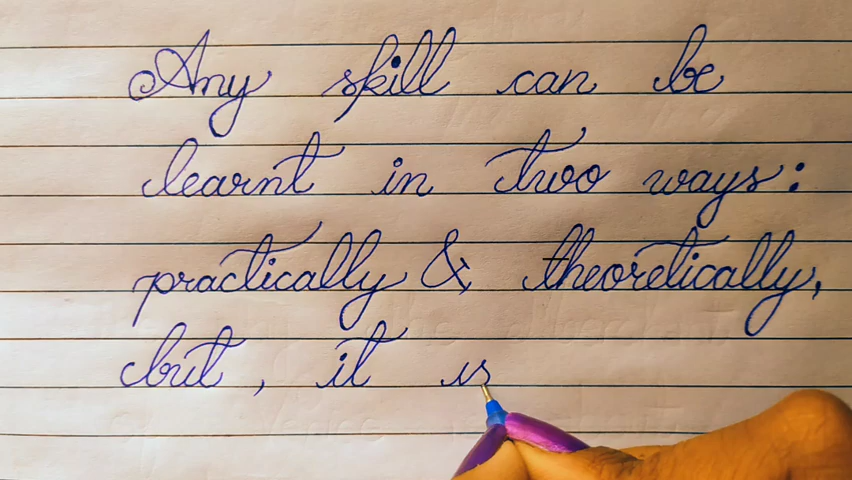 Any skill can be
learnt in two ways:
practically & theoretically,
but, it is